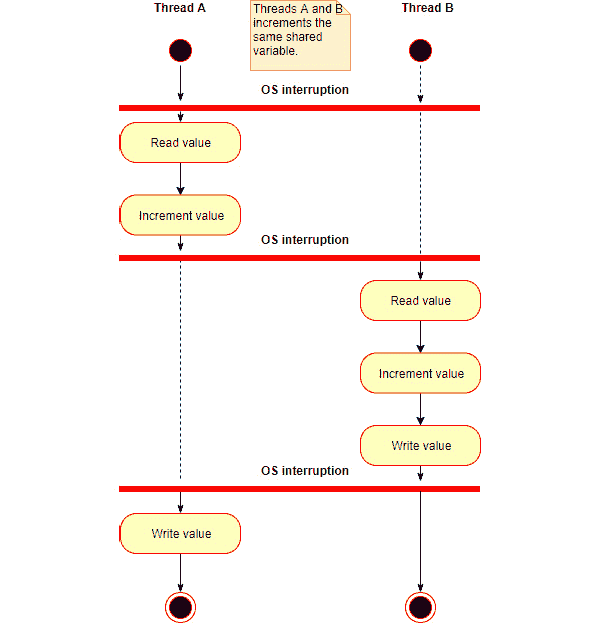 Thread A
Threads A and B
increments the
same shared
variable.
Thread B
OS interruption
Read value
Increment value
OS interruption
Read value
Increment value
Write value
OS interruption
Write value